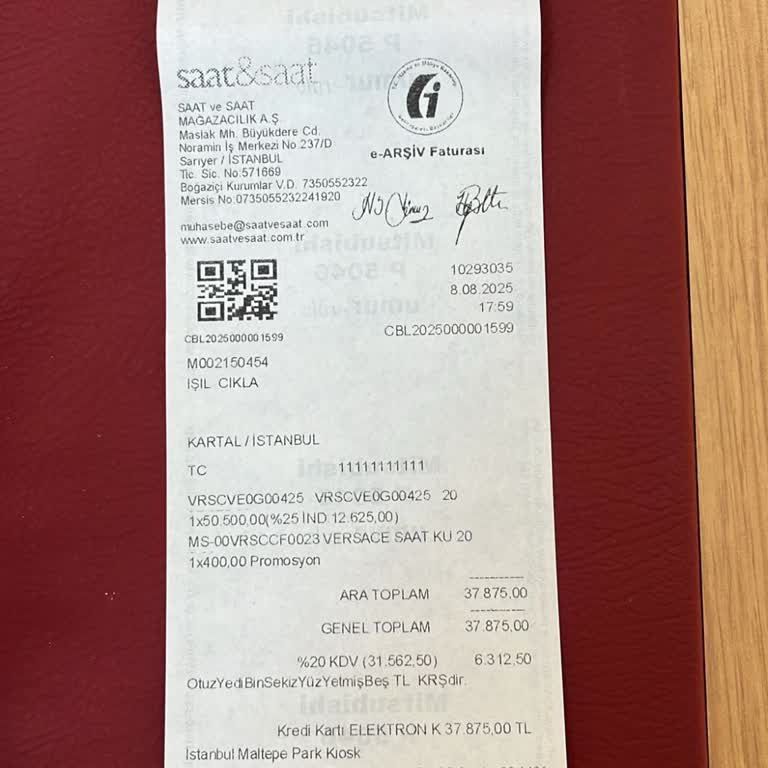 saat&saat
SAAT ve SAAT
MAĞAZACILIK A.Ş.
Maslak Mh. Büyükdere Cd.
Noramin İş Merkezi No 237/D
Sarıyer / İSTANBUL
Tic. Sic. No:571669
Boğaziçi Kurumlar V.D. 7350552322
Mersis No:0735055232241920
muhasebe@saatvesaat.com
www.saatvesaat.com.tr
e-ARŞİV Faturası
10293035
8.08.2025
17:59
CBL2025000001599
CBL2025000001599
M002150454
IŞIL CIKLA
KARTAL / İSTANBUL
TC 11111111111
VRSCVE0G00425 VRSCVE0G00425 20
1x50.500,00(%25 İND 12.625,00)
MS-00VRSCCF0023 VERSACE SAAT KU 20
1x400,00 Promosyon
ARA TOPLAM 37.875,00
GENEL TOPLAM 37.875,00
%20 KDV (31.562,50) 6.312,50
OtuzYediBinSekizYüzYetmişBeş TL KRŞdir.
Kredi Kartı ELEKTRON K 37.875,00 TL
İstanbul Maltepe Park Kiosk